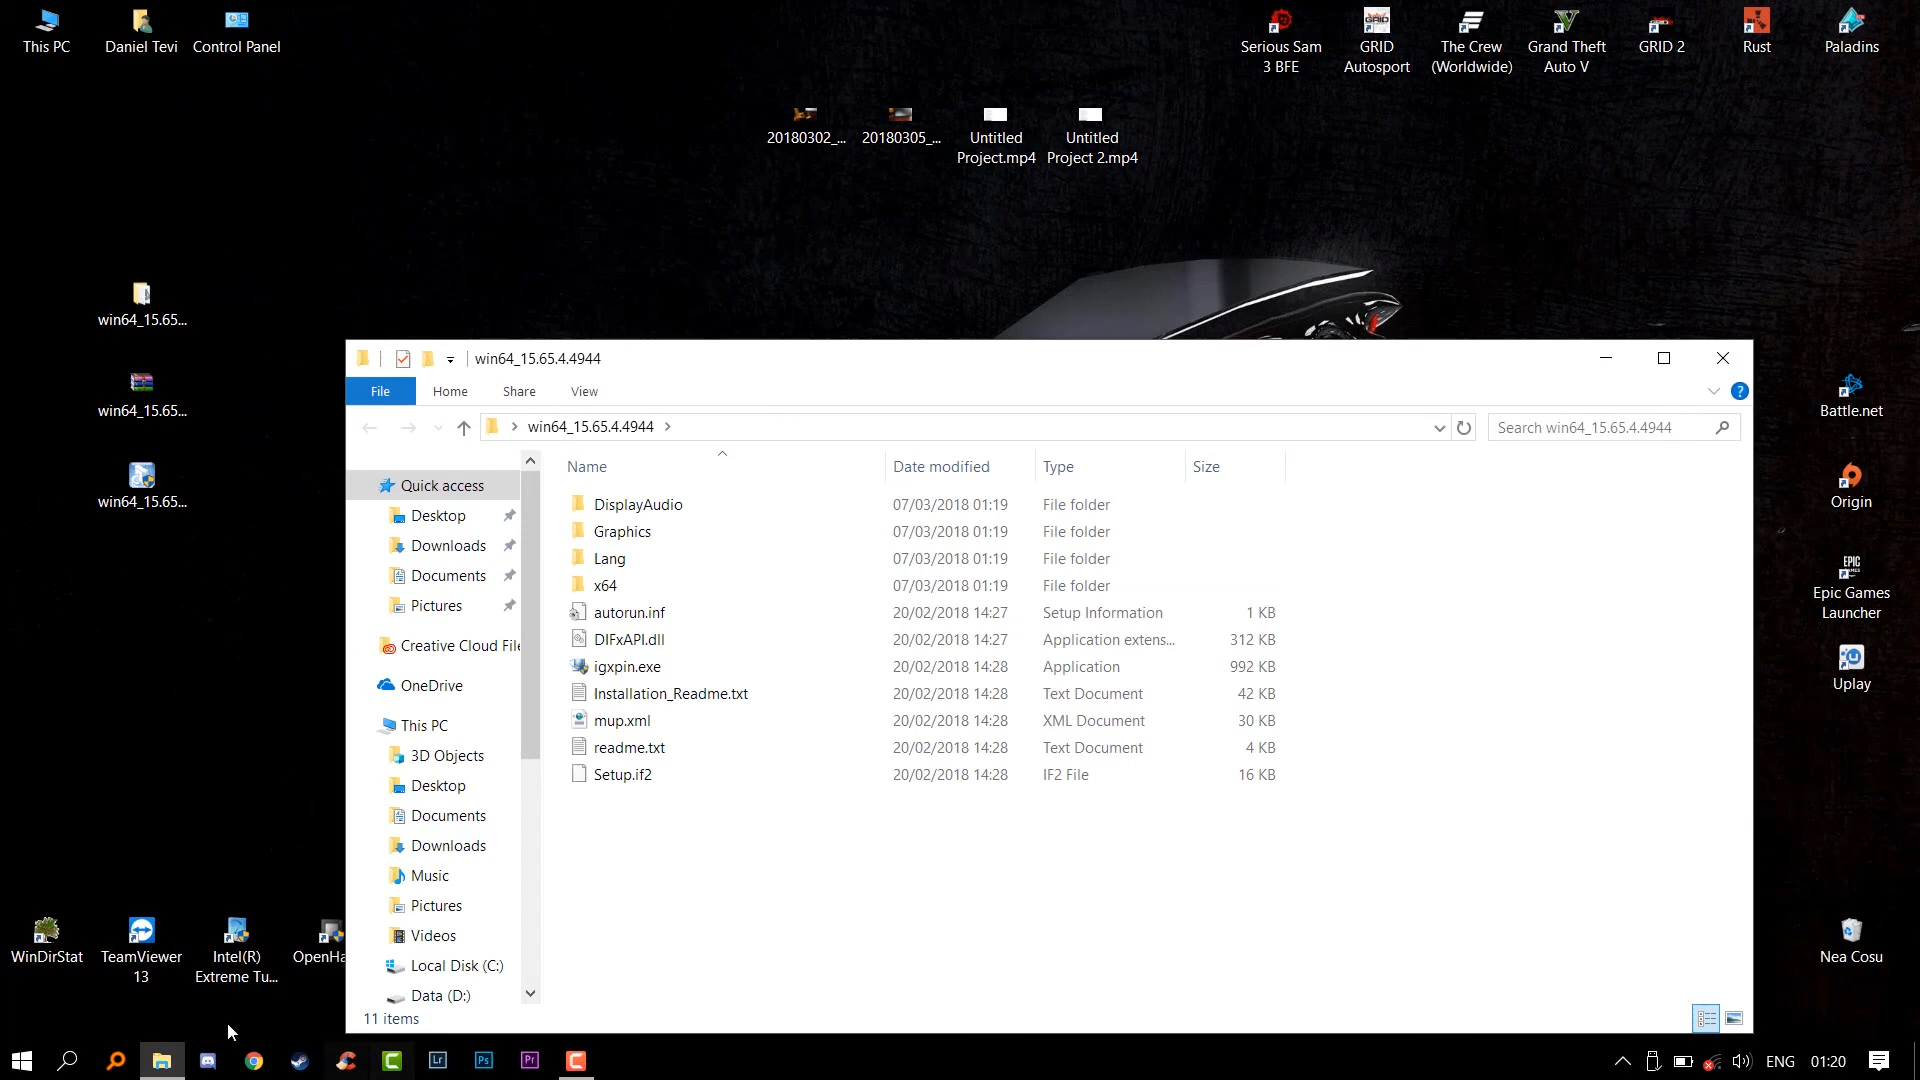 This PC
Daniel Tevi
Control Panel
Serious Sam
3 BFE
GRID
Autosport
The Crew
(Worldwide)
Grand Theft
Auto V
GRID 2
Rust
Paladins
20180302_...
20180305_...
Untitled
Project.mp4
Untitled
Project 2.mp4
win64_15.65...
win64_15.65...
win64_15.65...
Battle.net
Origin
Epic Games
Launcher
Uplay
Nea Cosu
WinDirStat
TeamViewer
13
Intel(R)
Extreme Tu...
OpenHa
win64_15.65.4.4944
File Home Share View
win64_15.65.4.4944
Search win64_15.65.4.4944
Quick access
Desktop
Downloads
Documents
Pictures
Creative Cloud File
OneDrive
This PC
3D Objects
Desktop
Documents
Downloads
Music
Pictures
Videos
Local Disk (C:)
Data (D:)
Name Date modified Type Size
DisplayAudio 07/03/2018 01:19 File folder
Graphics 07/03/2018 01:19 File folder
Lang 07/03/2018 01:19 File folder
x64 07/03/2018 01:19 File folder
autorun.inf 20/02/2018 14:27 Setup Information 1 KB
DIFxAPI.dll 20/02/2018 14:27 Application extens... 312 KB
igxpin.exe 20/02/2018 14:28 Application 992 KB
Installation_Readme.txt 20/02/2018 14:28 Text Document 42 KB
mup.xml 20/02/2018 14:28 XML Document 30 KB
readme.txt 20/02/2018 14:28 Text Document 4 KB
Setup.if2 20/02/2018 14:28 IF2 File 16 KB
11 items
Lr Ps Pr
ENG 01:20